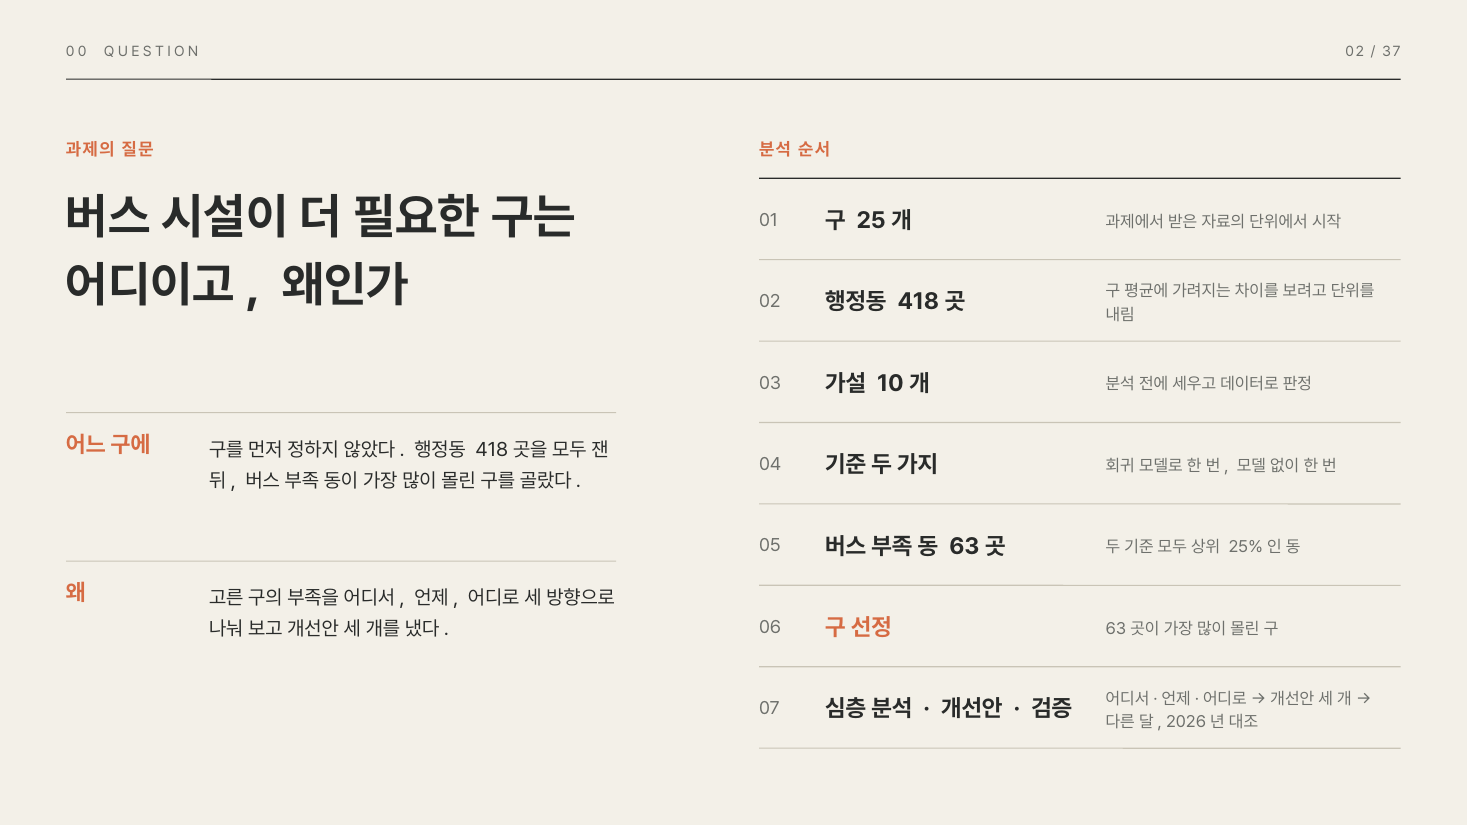 00 QUESTION
02 / 37
과제의 질문
버스 시설이 더 필요한 구는
어디이고 , 왜인가
어느 구에
구를 먼저 정하지 않았다 . 행정동 418 곳을 모두 잰
뒤 , 버스 부족 동이 가장 많이 몰린 구를 골랐다 .
왜
고른 구의 부족을 어디서 , 언제 , 어디로 세 방향으로
나눠 보고 개선안 세 개를 냈다 .
분석 순서
01 구 25 개 과제에서 받은 자료의 단위에서 시작
02 행정동 418 곳 구 평균에 가려지는 차이를 보려고 단위를
내림
03 가설 10 개 분석 전에 세우고 데이터로 판정
04 기준 두 가지 회귀 모델로 한 번 , 모델 없이 한 번
05 버스 부족 동 63 곳 두 기준 모두 상위 25% 인 동
06 구 선정 63 곳이 가장 많이 몰린 구
07 심층 분석 · 개선안 · 검증 어디서 · 언제 · 어디로 → 개선안 세 개 →
다른 달 , 2026 년 대조